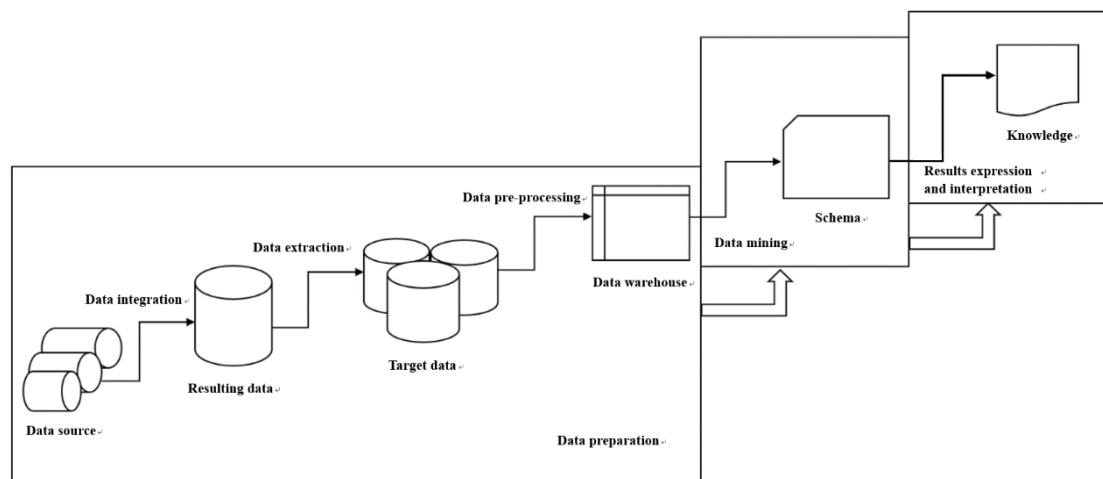 Knowledge
Results expression
and interpretation
Schema
Data mining
Data pre-processing
Data warehouse
Data extraction
Target data
Data integration
Resulting data
Data source
Data preparation